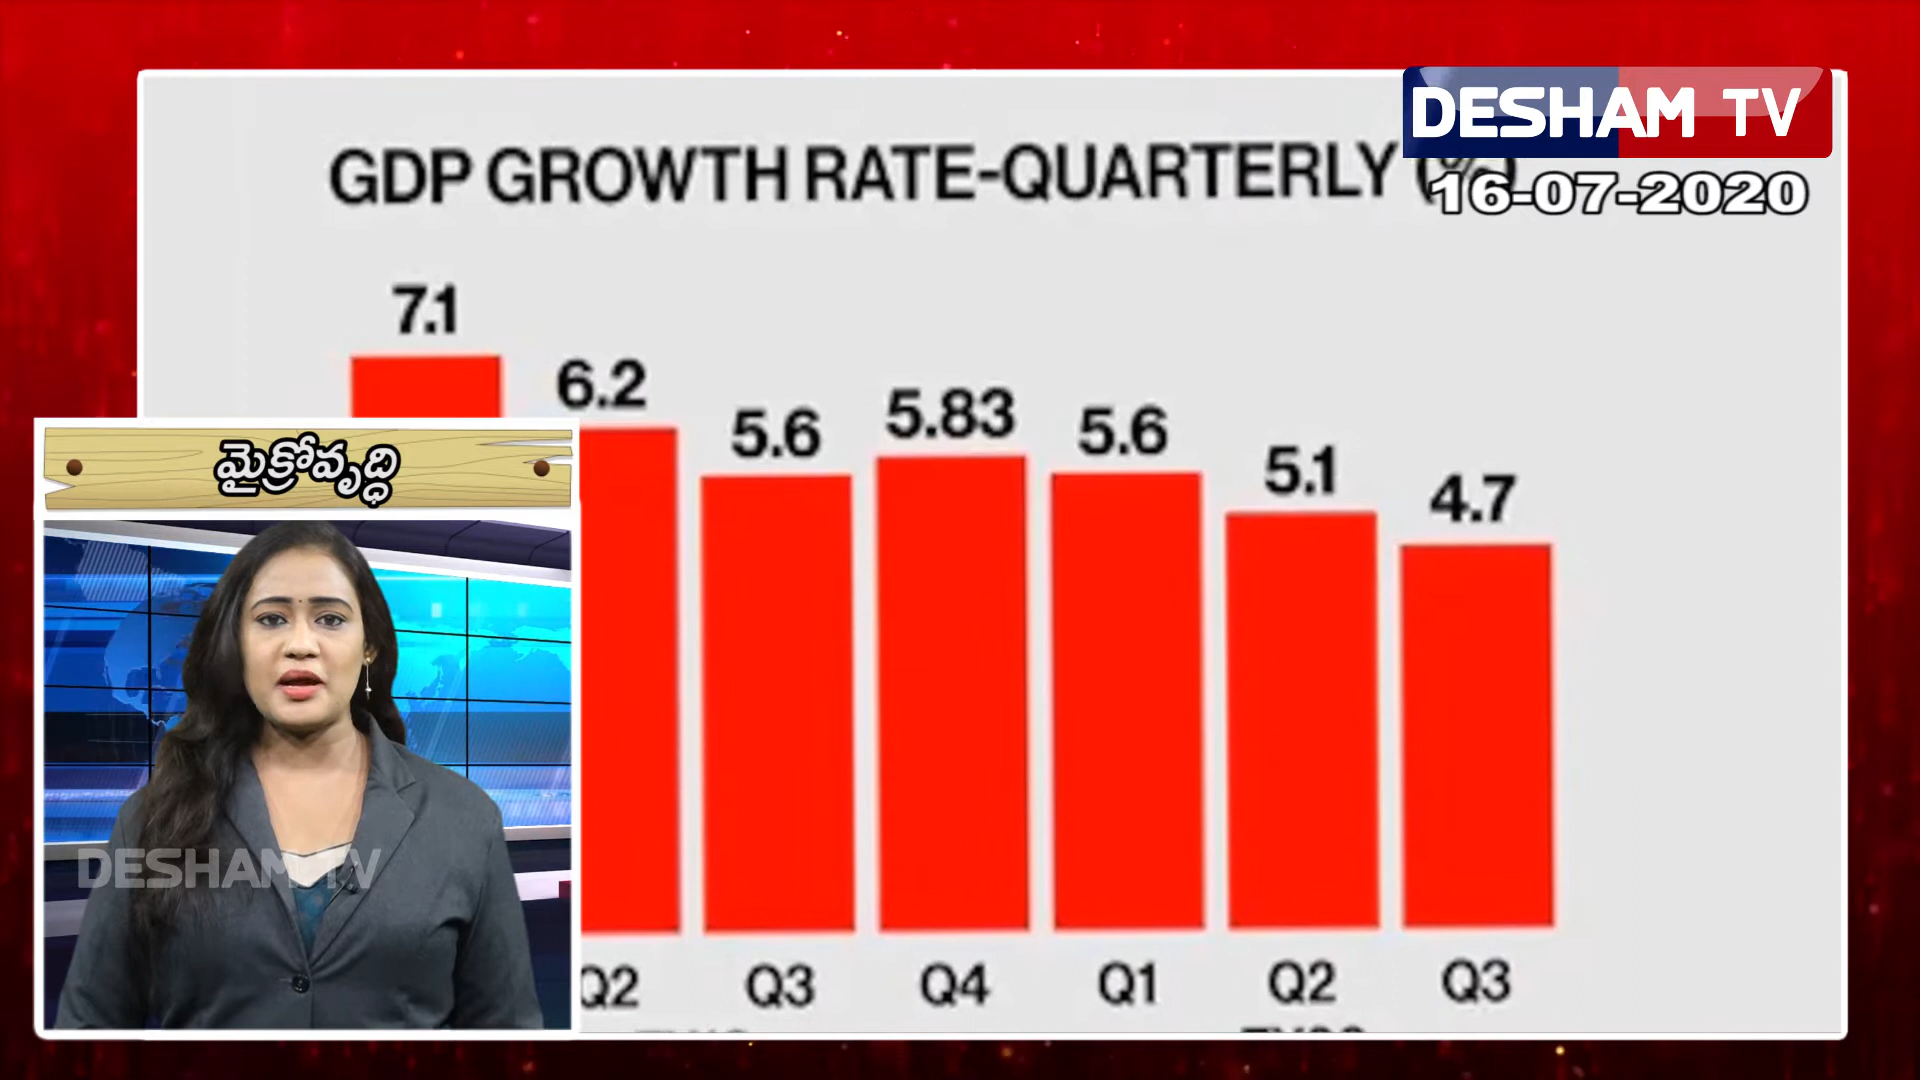 DESHAM TV
16-07-2020
GDP GROWTH RATE-QUARTERLY (%)
7.1
6.2
5.6
5.83
5.6
5.1
4.7
మైక్రోవృద్ధి
DESHAM TV
Q2
Q3
Q4
Q1
Q2
Q3